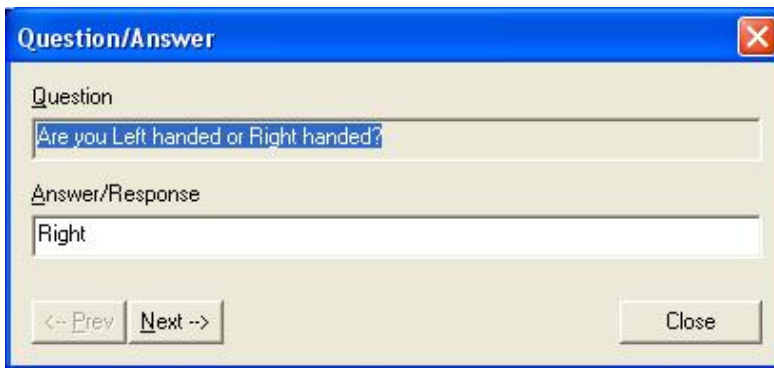 Question/Answer
Question
Are you Left handed or Right handed?
Answer/Response
Right
<-- Prev Next --> Close